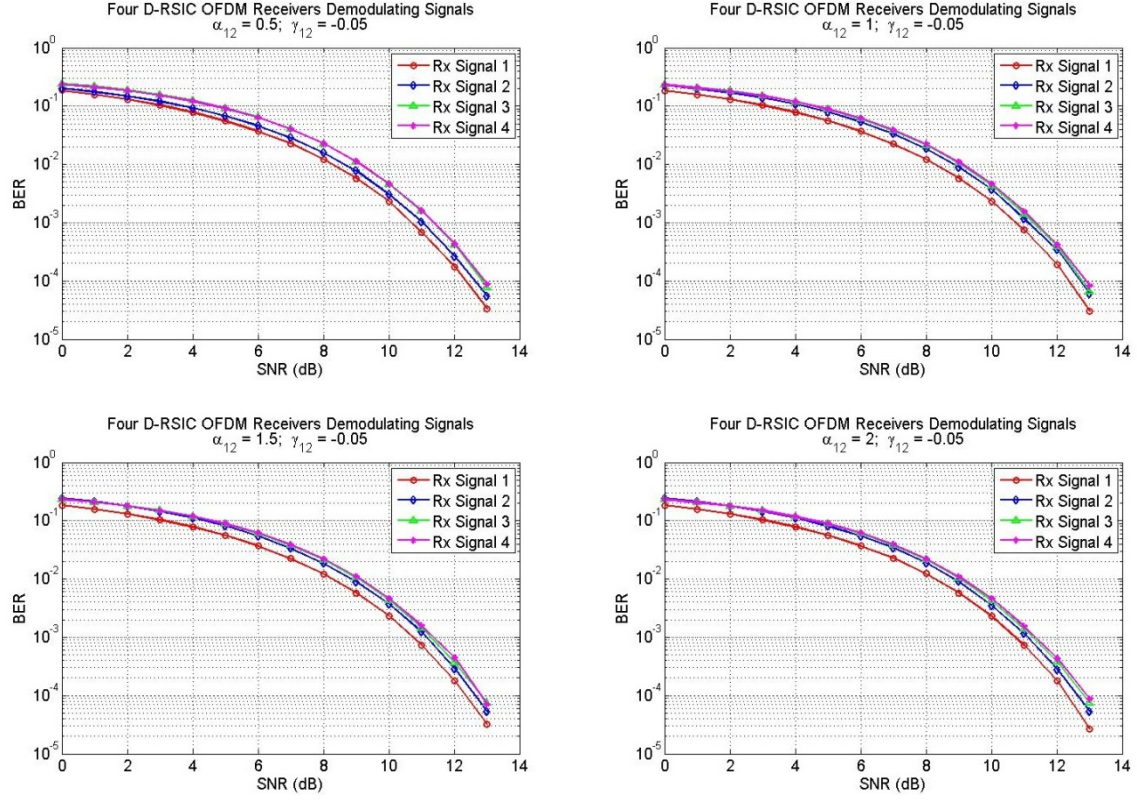 Four D-RSIC OFDM Receivers Demodulating Signals
α12 = 0.5; γ12 = -0.05
10^0
10^-1
10^-2
10^-3
10^-4
10^-5
BER
Rx Signal 1
Rx Signal 2
Rx Signal 3
Rx Signal 4
0 2 4 6 8 10 12 14
SNR (dB)
Four D-RSIC OFDM Receivers Demodulating Signals
α12 = 1; γ12 = -0.05
10^0
10^-1
10^-2
10^-3
10^-4
10^-5
BER
Rx Signal 1
Rx Signal 2
Rx Signal 3
Rx Signal 4
0 2 4 6 8 10 12 14
SNR (dB)
Four D-RSIC OFDM Receivers Demodulating Signals
α12 = 1.5; γ12 = -0.05
10^0
10^-1
10^-2
10^-3
10^-4
10^-5
BER
Rx Signal 1
Rx Signal 2
Rx Signal 3
Rx Signal 4
0 2 4 6 8 10 12 14
SNR (dB)
Four D-RSIC OFDM Receivers Demodulating Signals
α12 = 2; γ12 = -0.05
10^0
10^-1
10^-2
10^-3
10^-4
10^-5
BER
Rx Signal 1
Rx Signal 2
Rx Signal 3
Rx Signal 4
0 2 4 6 8 10 12 14
SNR (dB)